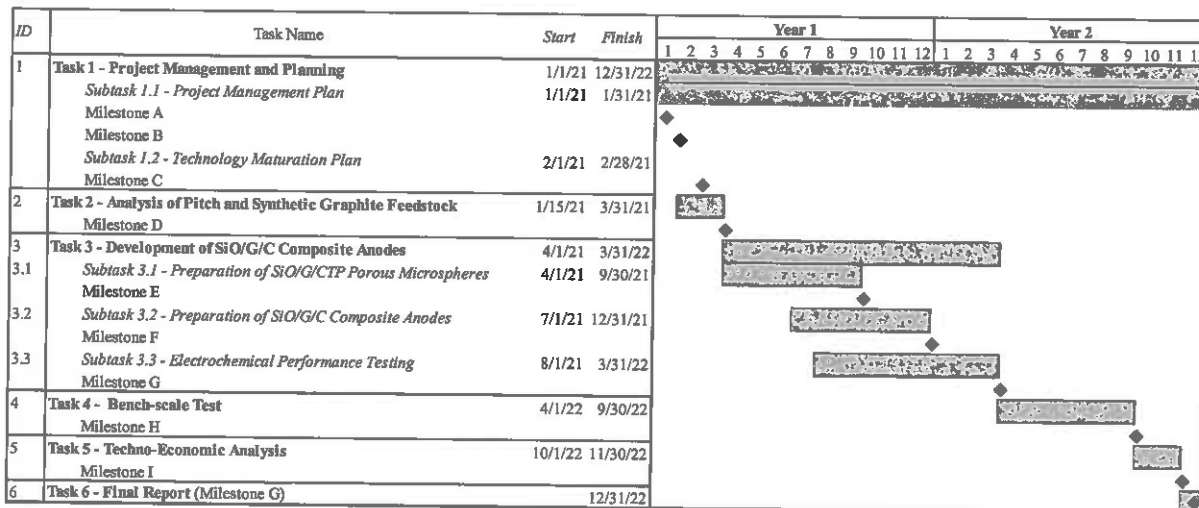 ID Task Name Start Finish Year 1 Year 2
1 2 3 4 5 6 7 8 9 10 11 12 1 2 3 4 5 6 7 8 9 10 11
1 Task 1 - Project Management and Planning 1/1/21 12/31/22
Subtask 1.1 - Project Management Plan 1/1/21 1/31/21
Milestone A
Milestone B
Subtask 1.2 - Technology Maturation Plan 2/1/21 2/28/21
Milestone C
2 Task 2 - Analysis of Pitch and Synthetic Graphite Feedstock 1/15/21 3/31/21
Milestone D
3 Task 3 - Development of SiO/G/C Composite Anodes 4/1/21 3/31/22
3.1 Subtask 3.1 - Preparation of SiO/G/CTP Porous Microspheres 4/1/21 9/30/21
Milestone E
3.2 Subtask 3.2 - Preparation of SiO/G/C Composite Anodes 7/1/21 12/31/21
Milestone F
3.3 Subtask 3.3 - Electrochemical Performance Testing 8/1/21 3/31/22
Milestone G
4 Task 4 - Bench-scale Test 4/1/22 9/30/22
Milestone H
5 Task 5 - Techno-Economic Analysis 10/1/22 11/30/22
Milestone I
6 Task 6 - Final Report (Milestone G) 12/31/22